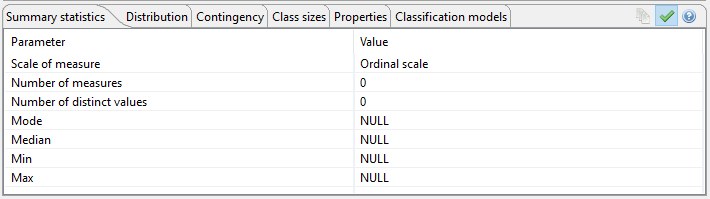 Summary statistics Distribution Contingency Class sizes Properties Classification models
Parameter Value
Scale of measure Ordinal scale
Number of measures 0
Number of distinct values 0
Mode NULL
Median NULL
Min NULL
Max NULL